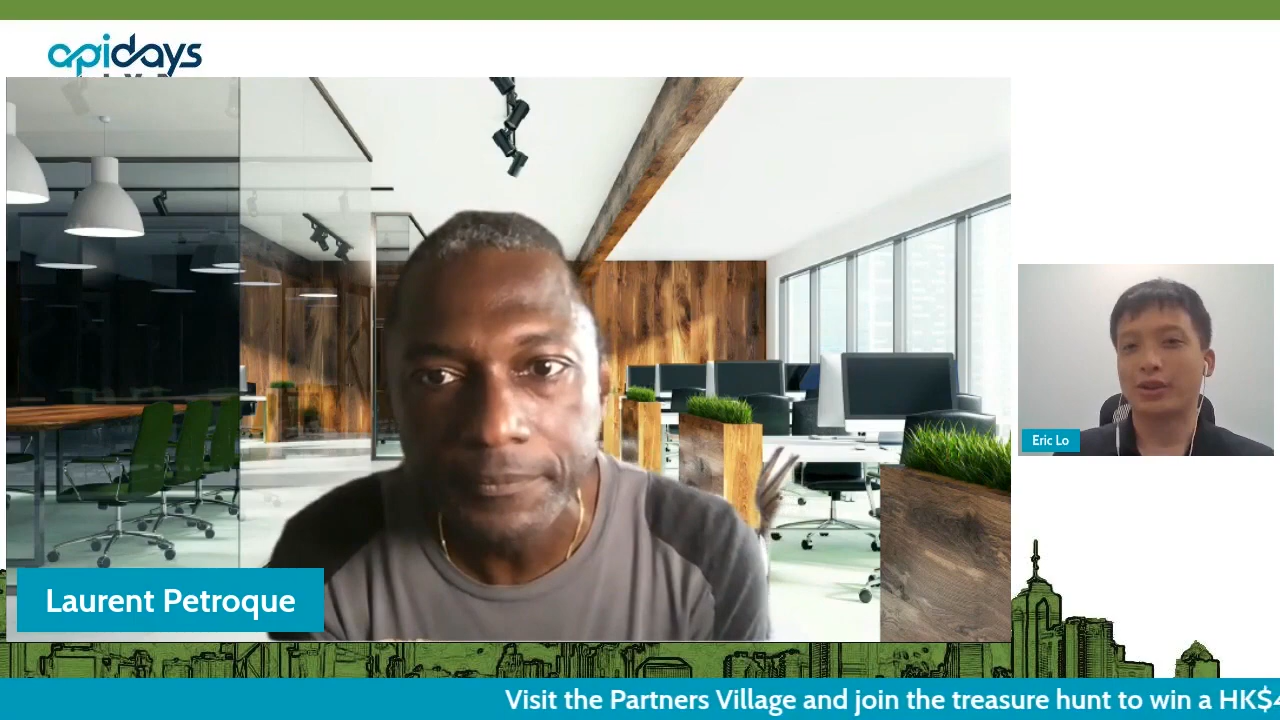 apidays
Eric Lo
Laurent Petroque
Visit the Partners Village and join the treasure hunt to win a HK$